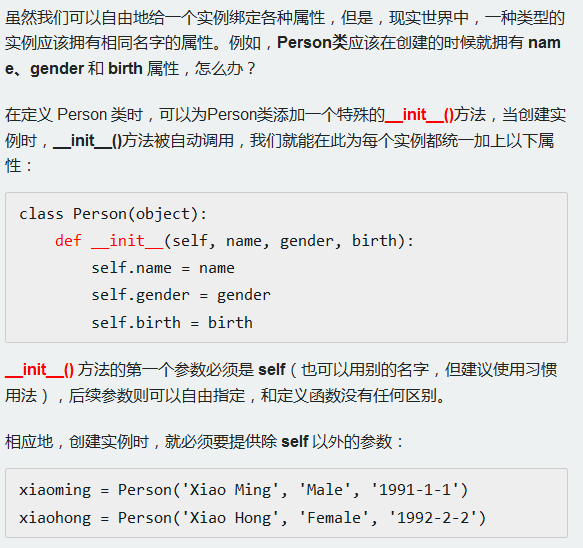 虽然我们可以自由地给一个实例绑定各种属性，但是，现实世界中，一种类型的
实例应该拥有相同名字的属性。例如，Person类应该在创建的时候就拥有 nam
e、gender 和 birth 属性，怎么办？
在定义 Person 类时，可以为Person类添加一个特殊的__init__()方法，当创建实
例时，__init__()方法被自动调用，我们就能在此为每个实例都统一加上以下属
性：
class Person(object):
    def __init__(self, name, gender, birth):
        self.name = name
        self.gender = gender
        self.birth = birth
__init__() 方法的第一个参数必须是 self（也可以用别的名字，但建议使用习惯
用法），后续参数则可以自由指定，和定义函数没有任何区别。
相应地，创建实例时，就必须要提供除 self 以外的参数：
xiaoming = Person('Xiao Ming', 'Male', '1991-1-1')
xiaohong = Person('Xiao Hong', 'Female', '1992-2-2')